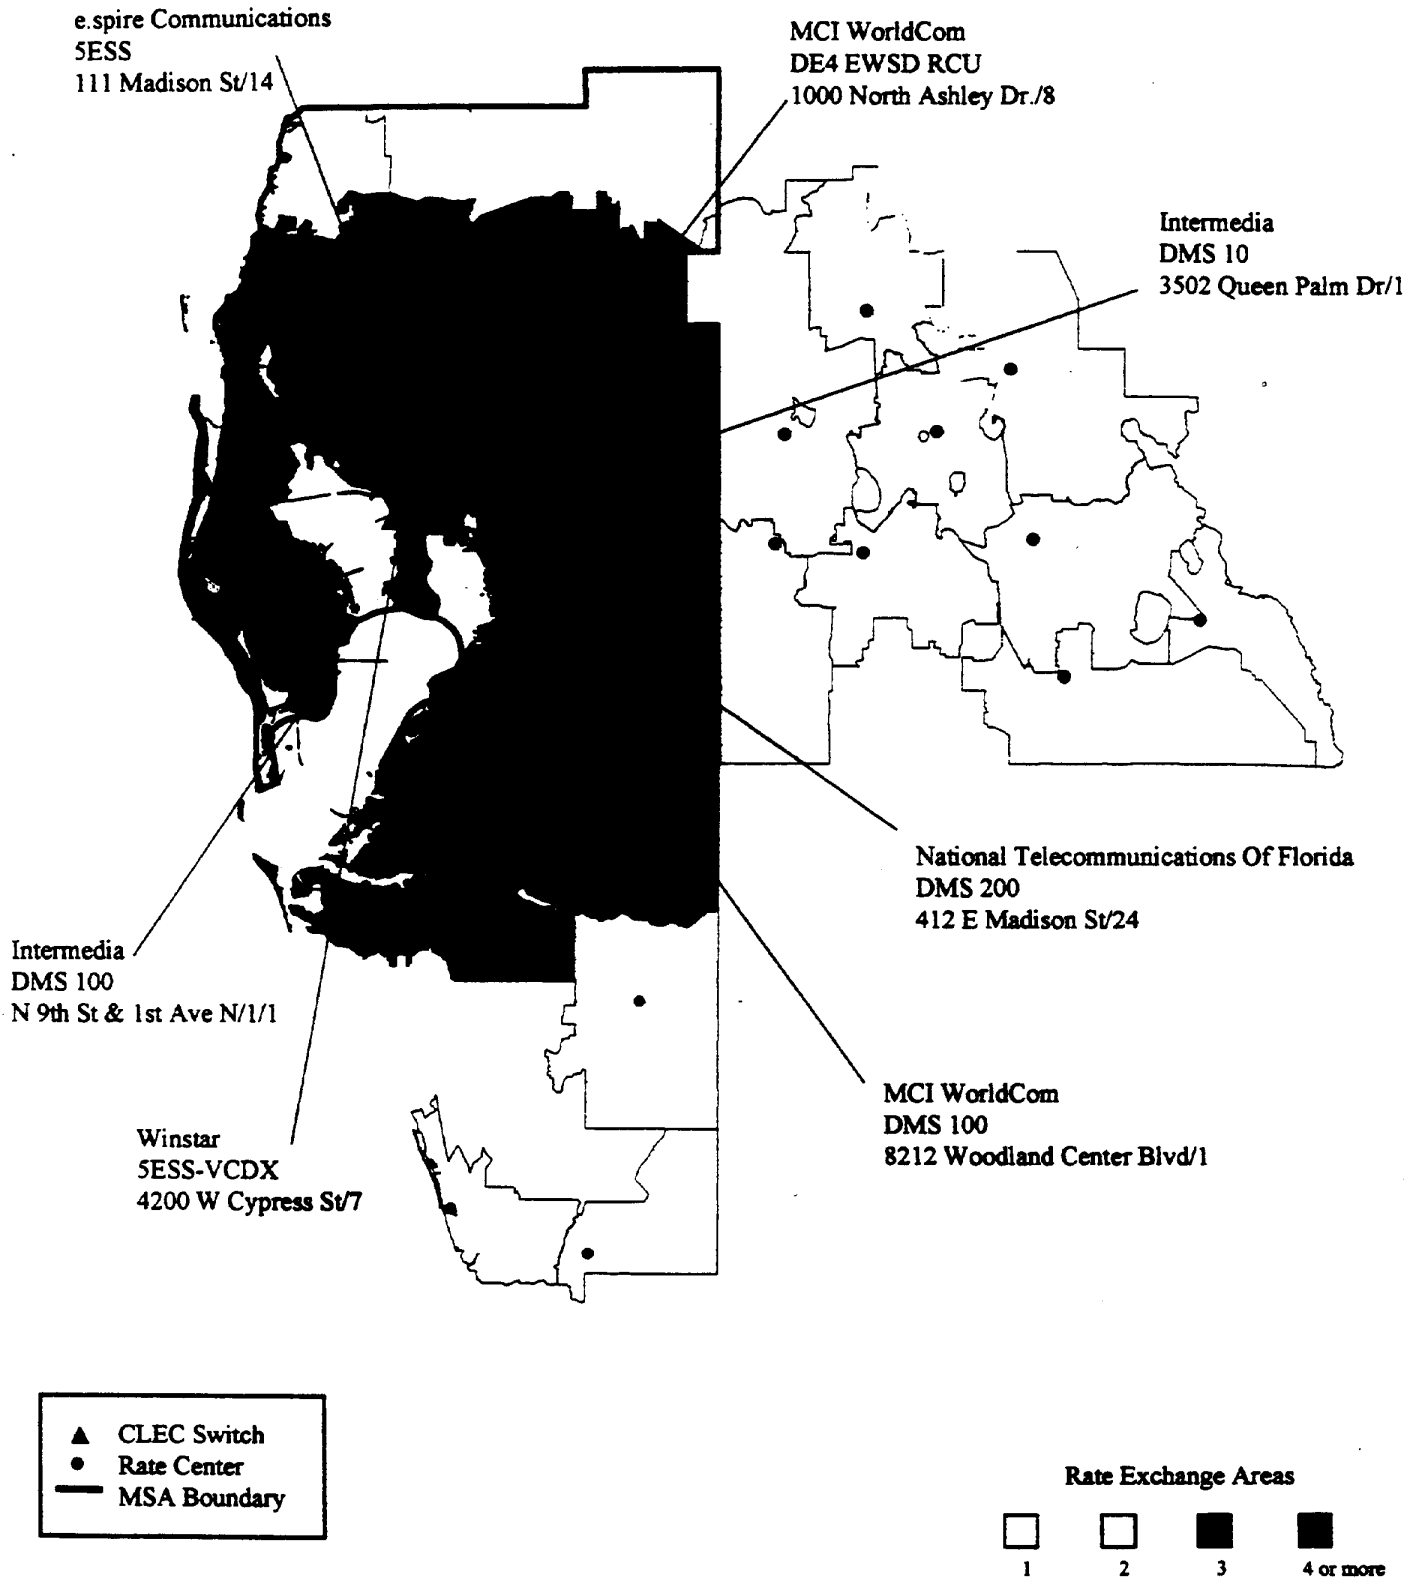 e.spire Communications
5ESS
111 Madison St/14
MCI WorldCom
DE4 EWSD RCU
1000 North Ashley Dr./8
Intermedia
DMS 10
3502 Queen Palm Dr/1
National Telecommunications Of Florida
DMS 200
412 E Madison St/24
Intermedia
DMS 100
N 9th St & 1st Ave N/1/1
MCI WorldCom
DMS 100
8212 Woodland Center Blvd/1
Winstar
5ESS-VCDX
4200 W Cypress St/7
CLEC Switch
Rate Center
MSA Boundary
Rate Exchange Areas
1 2 3 4 or more